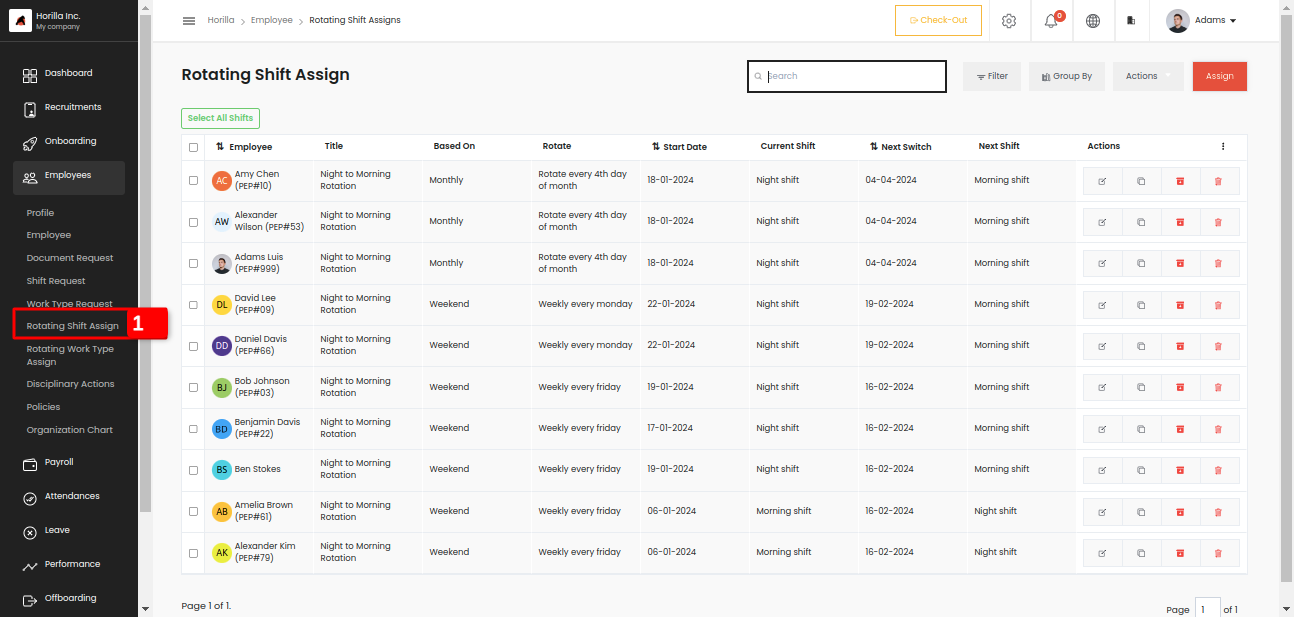 Horilla Inc.
My company
Dashboard
Recruitments
Onboarding
Employees
Profile
Employee
Document Request
Shift Request
Work Type Request
Rotating Shift Assign
1
Rotating Work Type
Assign
Disciplinary Actions
Policies
Organization Chart
Payroll
Attendances
Leave
Performance
Offboarding
Horilla > Employee > Rotating Shift Assigns
Check-Out
0
Adams
Rotating Shift Assign
Search
Filter
Group By
Actions
Assign
Select All Shifts
Employee Title Based On Rotate Start Date Current Shift Next Switch Next Shift Actions
AC Amy Chen (PEP#10) Night to Morning Rotation Monthly Rotate every 4th day of month 18-01-2024 Night shift 04-04-2024 Morning shift
AW Alexander Wilson (PEP#53) Night to Morning Rotation Monthly Rotate every 4th day of month 18-01-2024 Night shift 04-04-2024 Morning shift
Adams Luis (PEP#999) Night to Morning Rotation Monthly Rotate every 4th day of month 18-01-2024 Night shift 04-04-2024 Morning shift
DL David Lee (PEP#09) Night to Morning Rotation Weekend Weekly every monday 22-01-2024 Night shift 19-02-2024 Morning shift
DD Daniel Davis (PEP#66) Night to Morning Rotation Weekend Weekly every monday 22-01-2024 Night shift 19-02-2024 Morning shift
BJ Bob Johnson (PEP#03) Night to Morning Rotation Weekend Weekly every friday 19-01-2024 Night shift 16-02-2024 Morning shift
BD Benjamin Davis (PEP#22) Night to Morning Rotation Weekend Weekly every friday 17-01-2024 Night shift 16-02-2024 Morning shift
BS Ben Stokes Night to Morning Rotation Weekend Weekly every friday 19-01-2024 Night shift 16-02-2024 Morning shift
AB Amelia Brown (PEP#61) Night to Morning Rotation Weekend Weekly every friday 06-01-2024 Morning shift 16-02-2024 Night shift
AK Alexander Kim (PEP#79) Night to Morning Rotation Weekend Weekly every friday 06-01-2024 Morning shift 16-02-2024 Night shift
Page 1 of 1.
Page 1 of 1